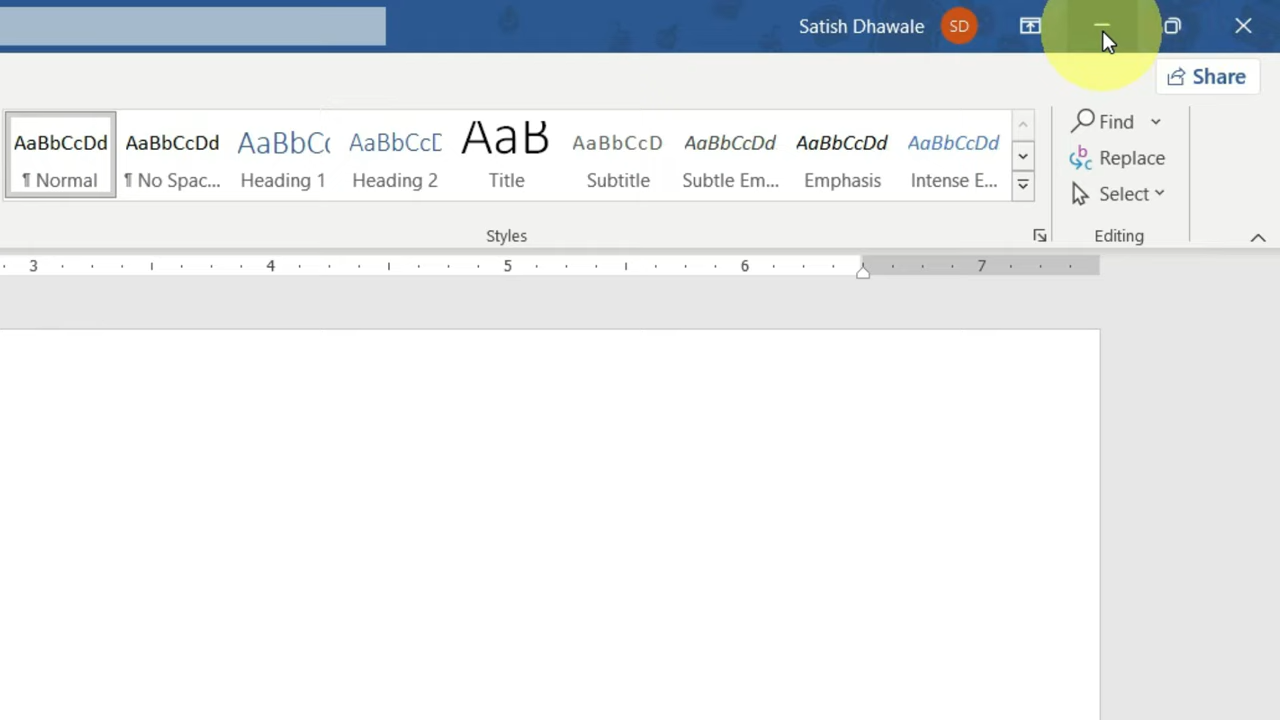 Satish Dhawale SD
Share
AaBbCcDd AaBbCcDd AaBbCc AaBbCcD AaB AaBbCcD AaBbCcDd AaBbCcDd AaBbCcDd
¶ Normal ¶ No Spac... Heading 1 Heading 2 Title Subtitle Subtle Em... Emphasis Intense E...
Find
Replace
Select
Styles Editing
3 4 5 6 7